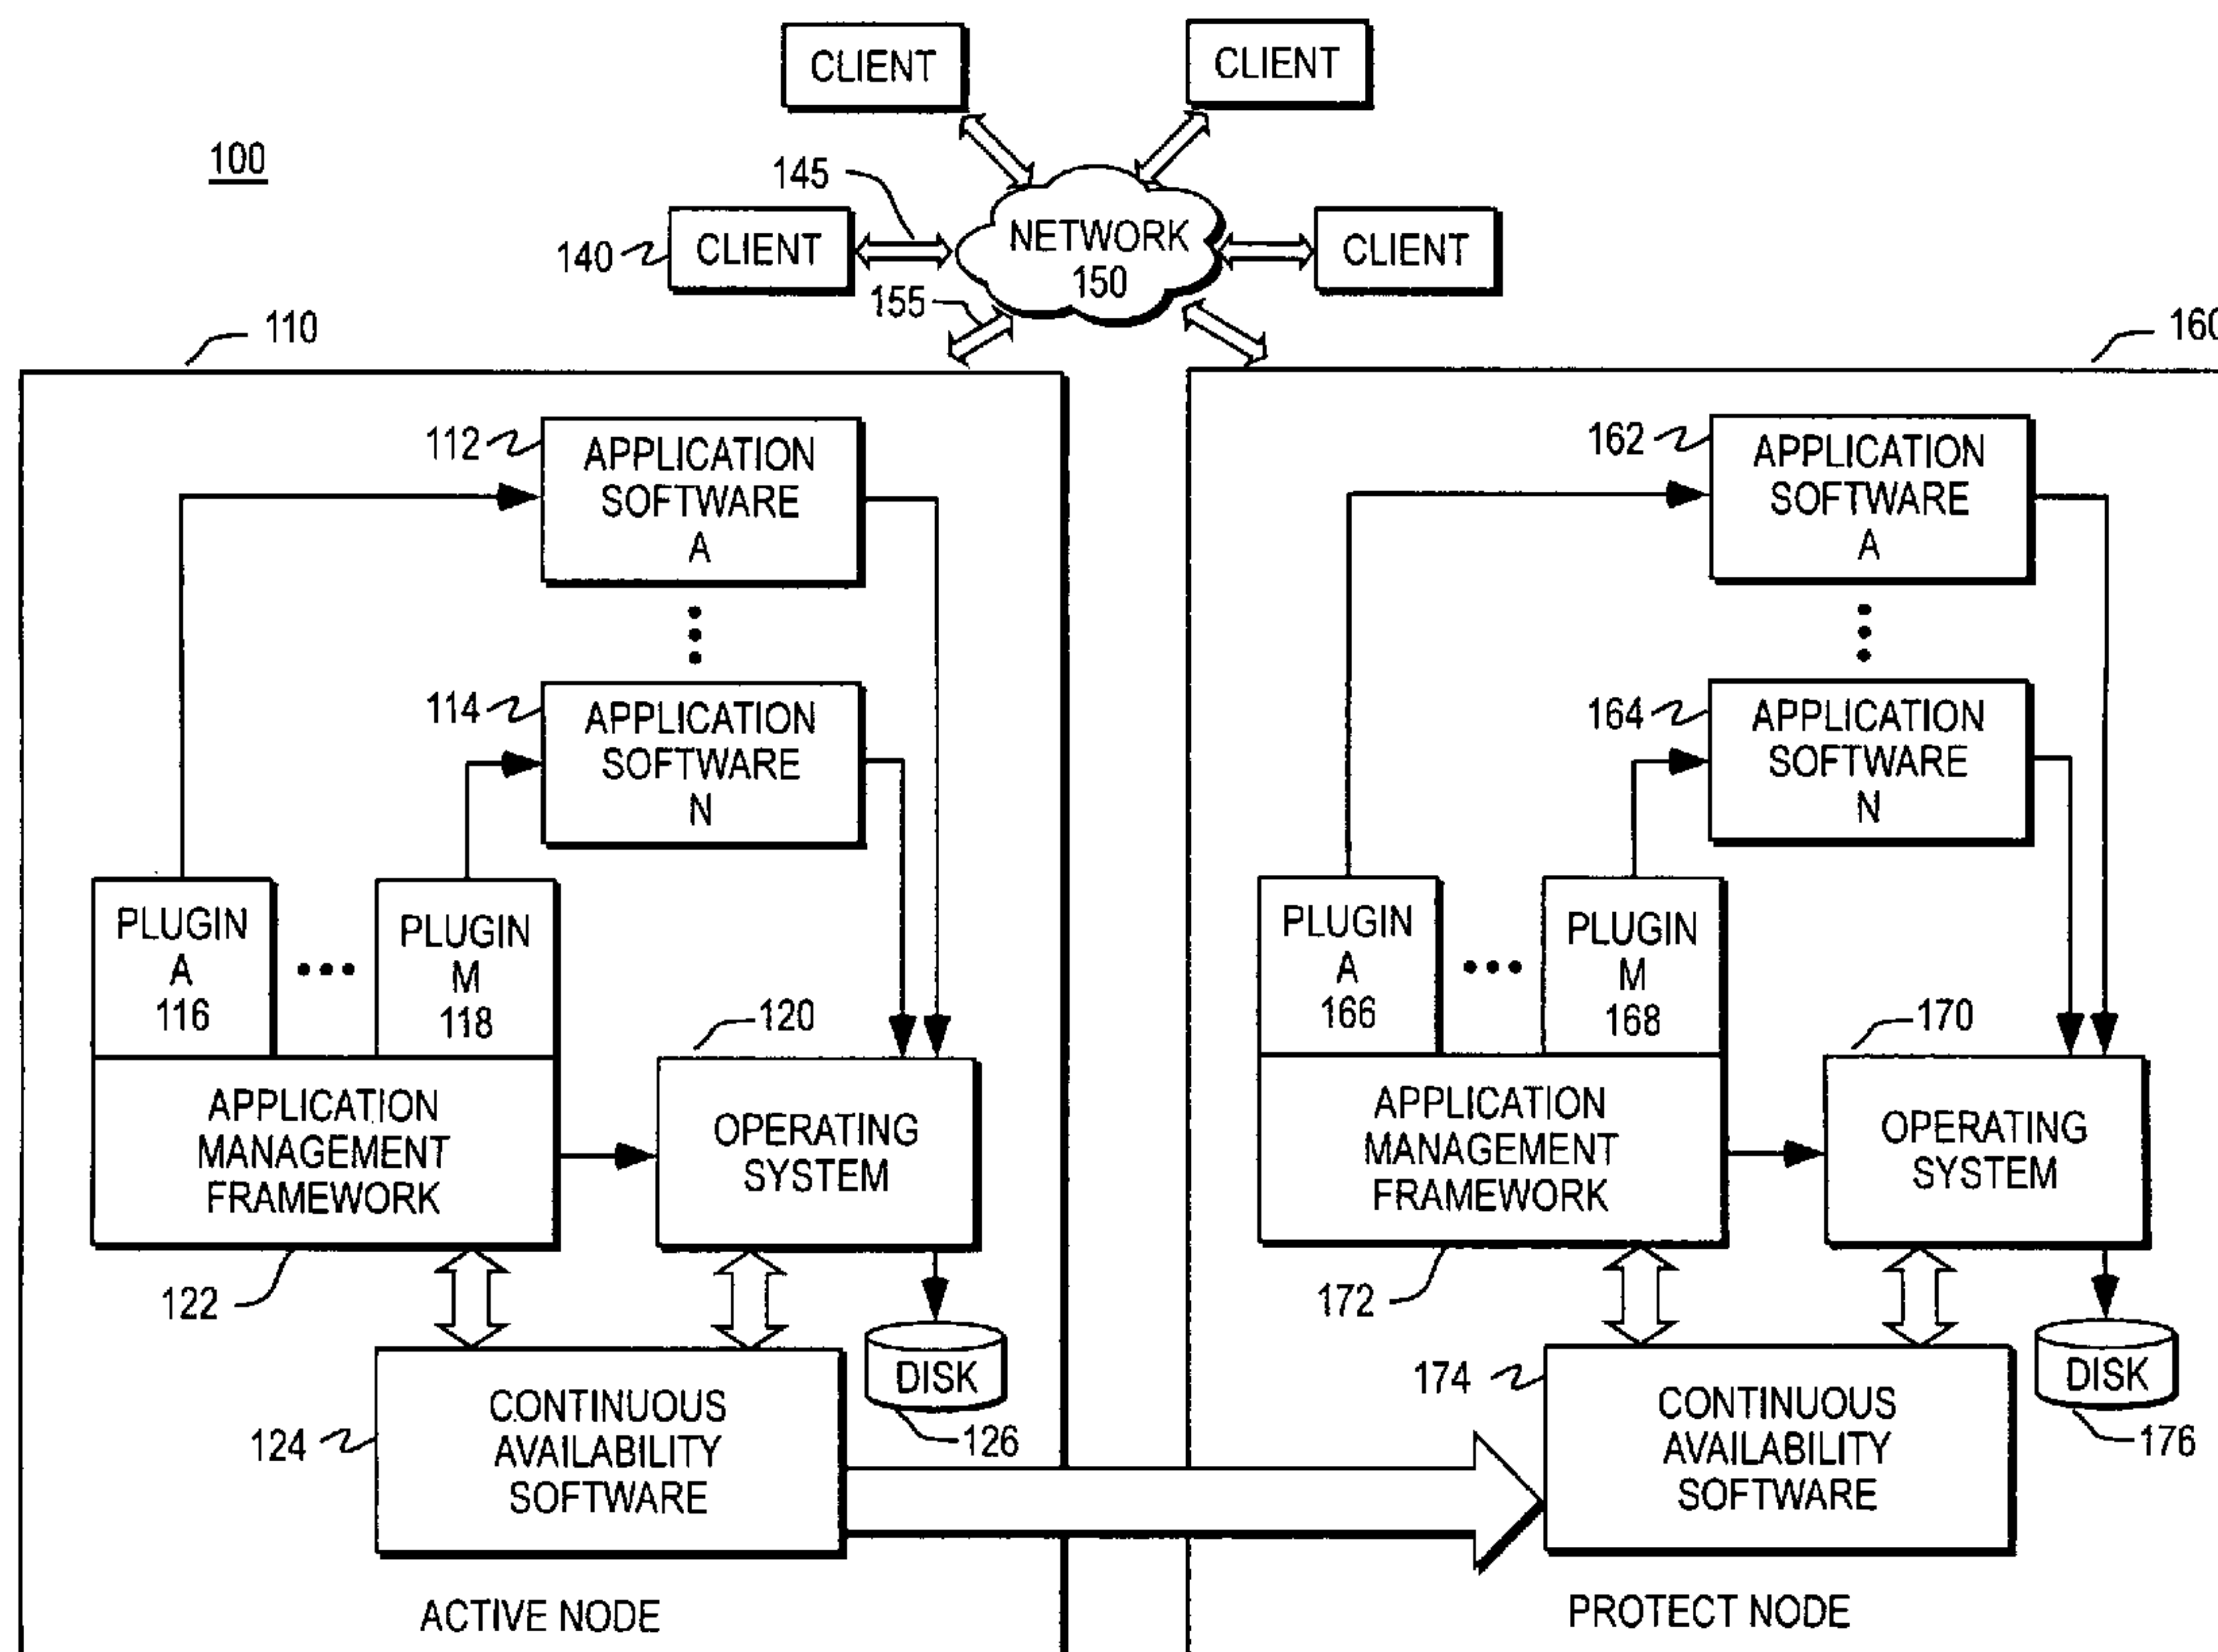 CLIENT
CLIENT
100
145
140
CLIENT
NETWORK
150
CLIENT
155
110
160
112
APPLICATION
SOFTWARE
A
114
APPLICATION
SOFTWARE
N
PLUGIN
A
116
PLUGIN
M
118
120
APPLICATION
MANAGEMENT
FRAMEWORK
OPERATING
SYSTEM
122
DISK
126
124
CONTINUOUS
AVAILABILITY
SOFTWARE
ACTIVE NODE
162
APPLICATION
SOFTWARE
A
164
APPLICATION
SOFTWARE
N
PLUGIN
A
166
PLUGIN
M
168
170
APPLICATION
MANAGEMENT
FRAMEWORK
OPERATING
SYSTEM
172
174
DISK
176
CONTINUOUS
AVAILABILITY
SOFTWARE
PROTECT NODE